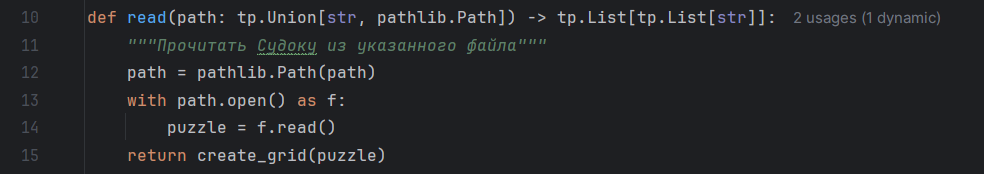 10 def read(path: tp.Union[str, pathlib.Path]) -> tp.List[tp.List[str]]: 2 usages (1 dynamic)
11 """Прочитать Судоку из указанного файла"""
12 path = pathlib.Path(path)
13 with path.open() as f:
14 puzzle = f.read()
15 return create_grid(puzzle)